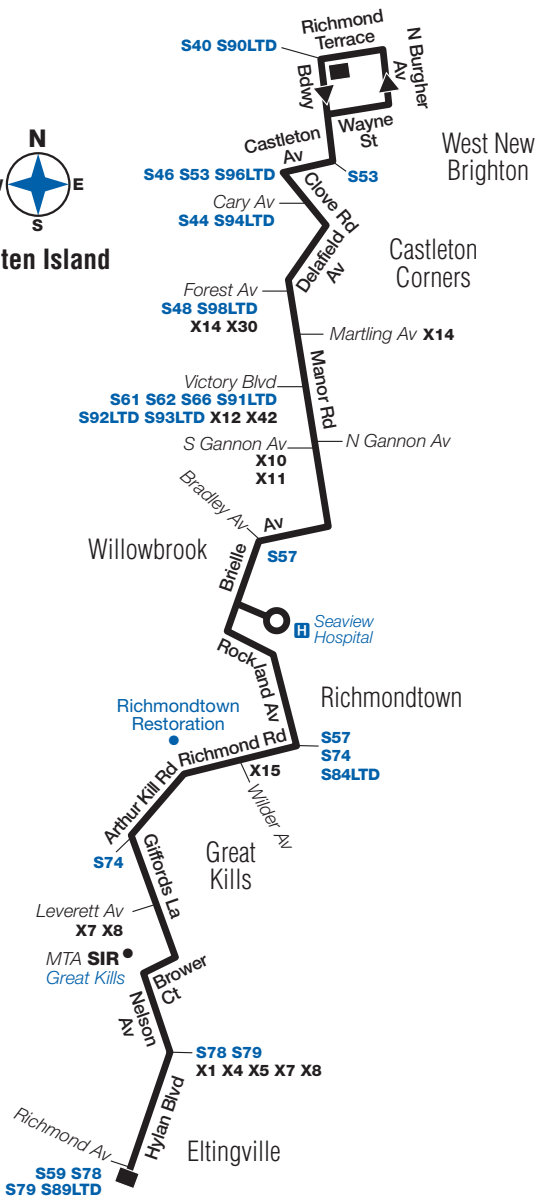 Richmond
Terrace
S40 S90LTD
N Burgher
Av
Bdwy
Wayne
St
Castleton
Av
West New
Brighton
N
E
S
S46 S53 S96LTD
S53
Clove Rd
Cary Av
S44 S94LTD
ten Island
Delafield
Av
Castleton
Corners
Forest Av
S48 S98LTD
X14 X30
Martling Av X14
Manor Rd
Victory Blvd
S61 S62 S66 S91LTD
S92LTD S93LTD X12 X42
S Gannon Av
X10
X11
N Gannon Av
Bradley Av
Av
Brielle
Willowbrook
S57
H
Seaview
Hospital
Rockland Av
Richmondtown
Richmondtown
Restoration
Richmond Rd
S57
S74
S84LTD
X15
Wilder Av
Arthur Kill Rd
S74
Giffords La
Great
Kills
Leverett Av
X7 X8
MTA SIR
Great Kills
Brower
Ct
Nelson
Av
S78 S79
X1 X4 X5 X7 X8
Hylan Blvd
Richmond Av
Eltingville
S59 S78
S79 S89LTD